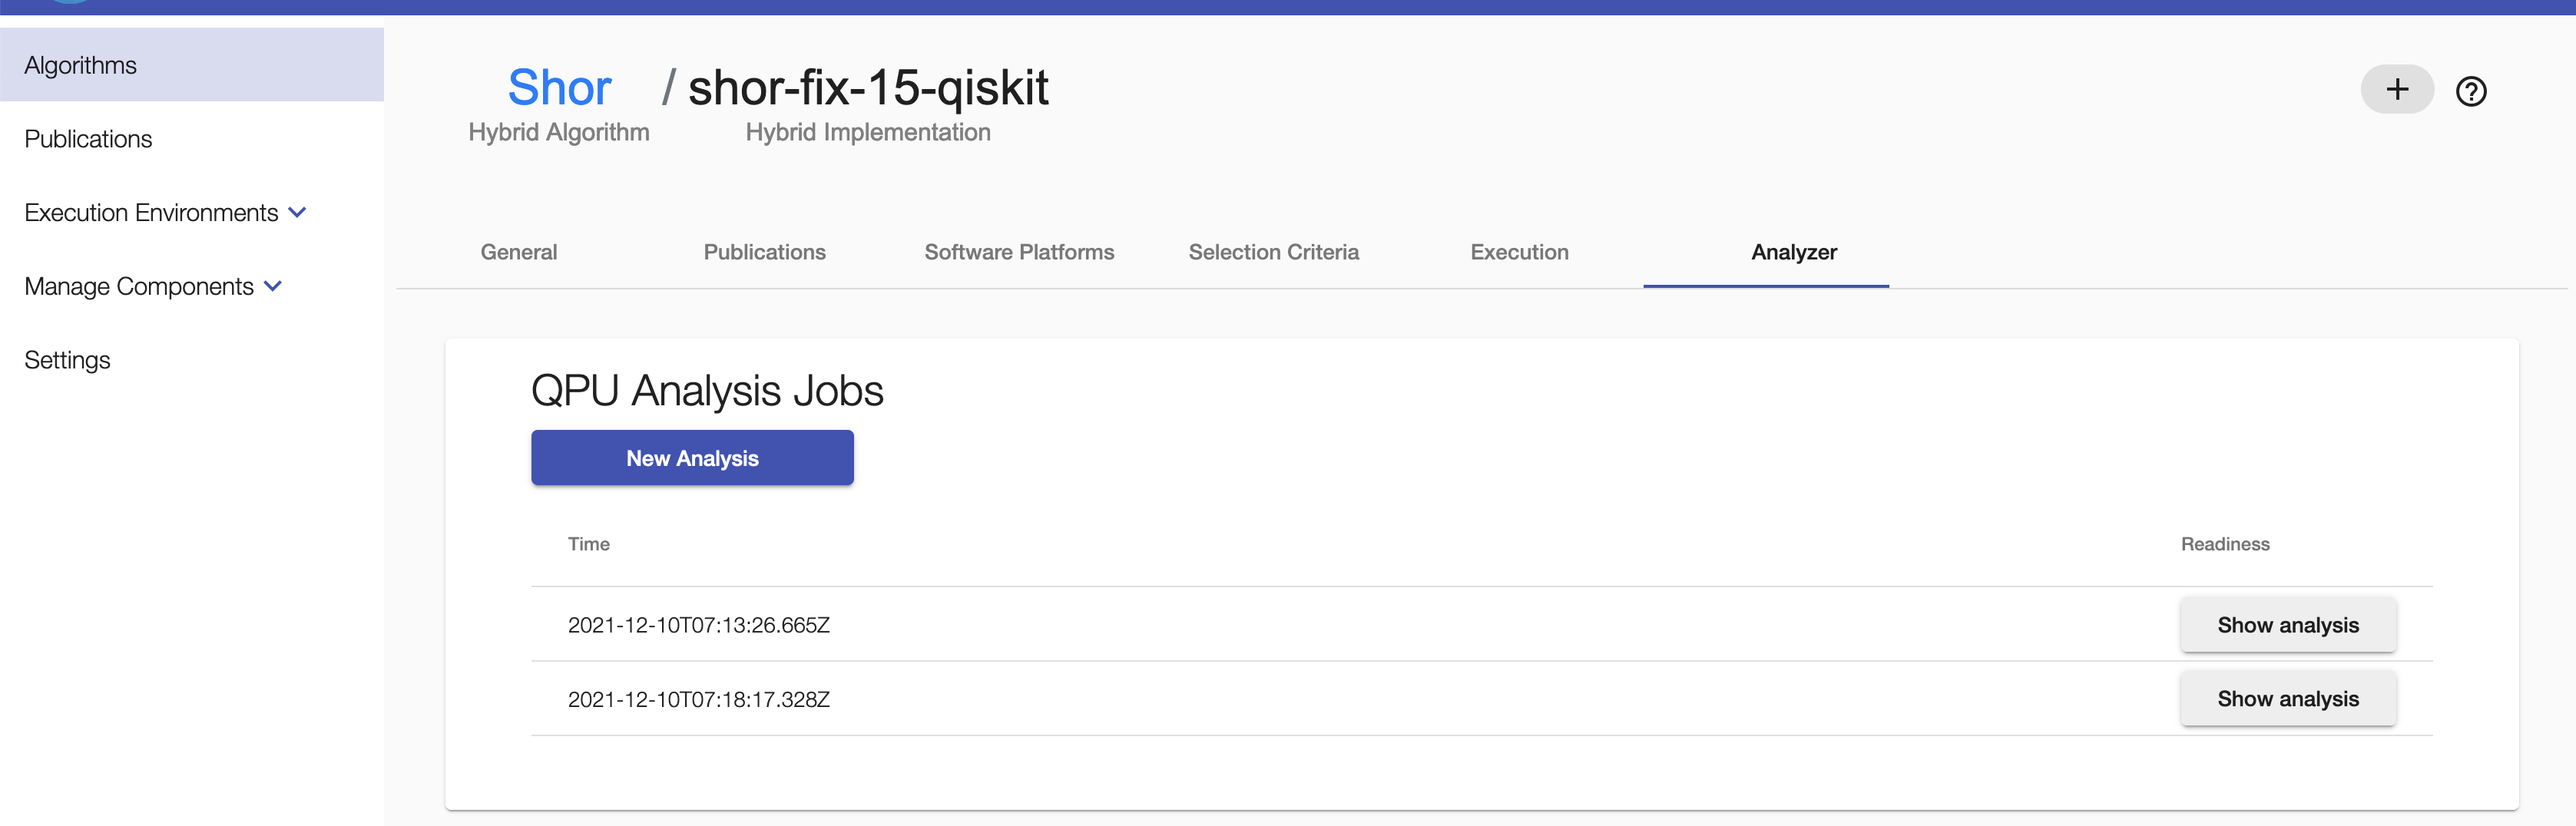 Algorithms
Publications
Execution Environments
Manage Components
Settings
Shor / shor-fix-15-qiskit
Hybrid Algorithm Hybrid Implementation
General Publications Software Platforms Selection Criteria Execution Analyzer
QPU Analysis Jobs
New Analysis
Time Readiness
2021-12-10T07:13:26.665Z Show analysis
2021-12-10T07:18:17.328Z Show analysis